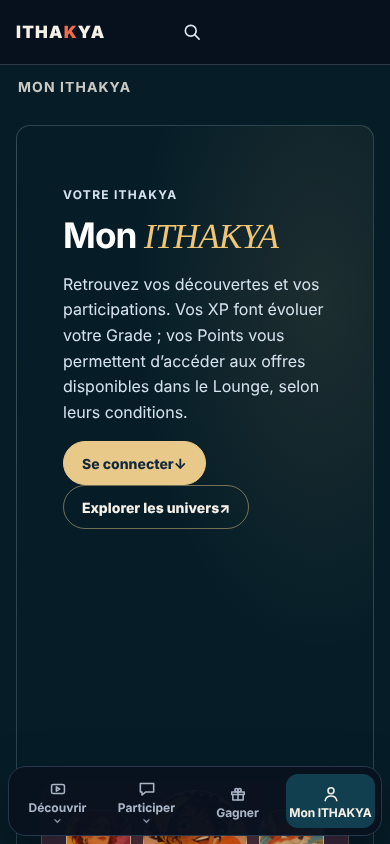 ITHAKYA
MON ITHAKYA
VOTRE ITHAKYA
Mon ITHAKYA
Retrouvez vos découvertes et vos
participations. Vos XP font évoluer
votre Grade ; vos Points vous
permettent d’accéder aux offres
disponibles dans le Lounge, selon
leurs conditions.
Se connecter↓
Explorer les univers↗
Découvrir
Participer
Gagner
Mon ITHAKYA